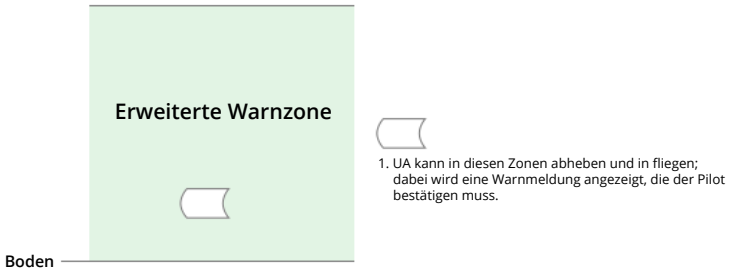 Erweiterte Warnzone
1. UA kann in diesen Zonen abheben und in fliegen;
dabei wird eine Warnmeldung angezeigt, die der Pilot
bestätigen muss.
Boden